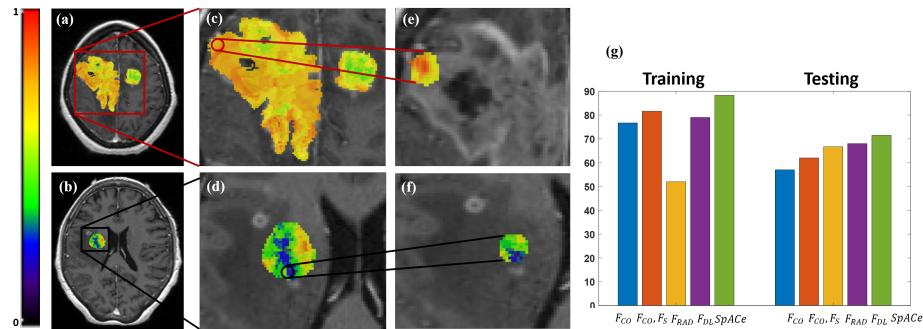 1
0
(a)
(b)
(c)
(d)
(e)
(f)
(g)
Training Testing
90
80
70
60
50
40
30
20
10
0
F_CO F_CO, F_S F_RAD F_DL SpACe F_CO F_CO, F_S F_RAD F_DL SpACe